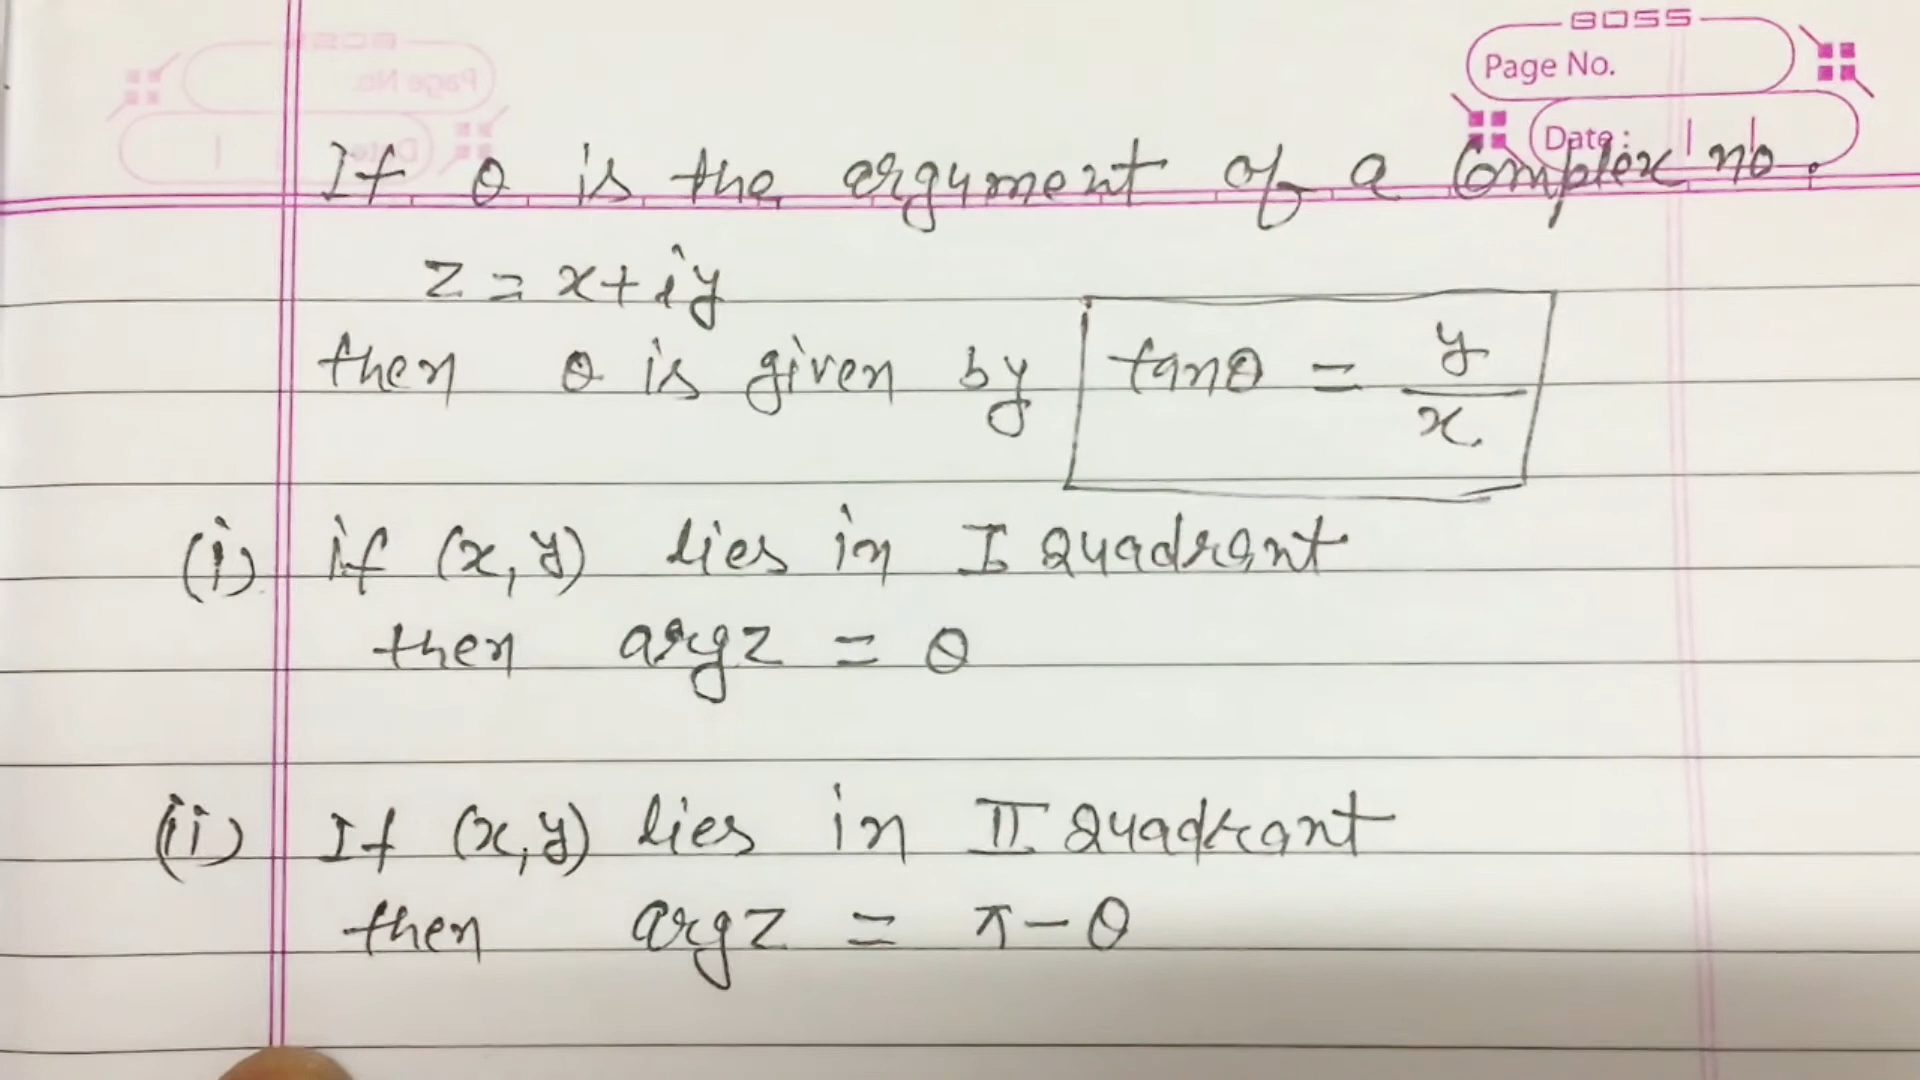 BOSS
Page No.
Date:
If θ is the argument of a Complex no.
z = x+iy
then θ is given by tanθ = y/x
(i) if (x, y) lies in I Quadrant
then arg z = θ
(ii) If (x,y) lies in II Quadrant
then arg z = π-θ